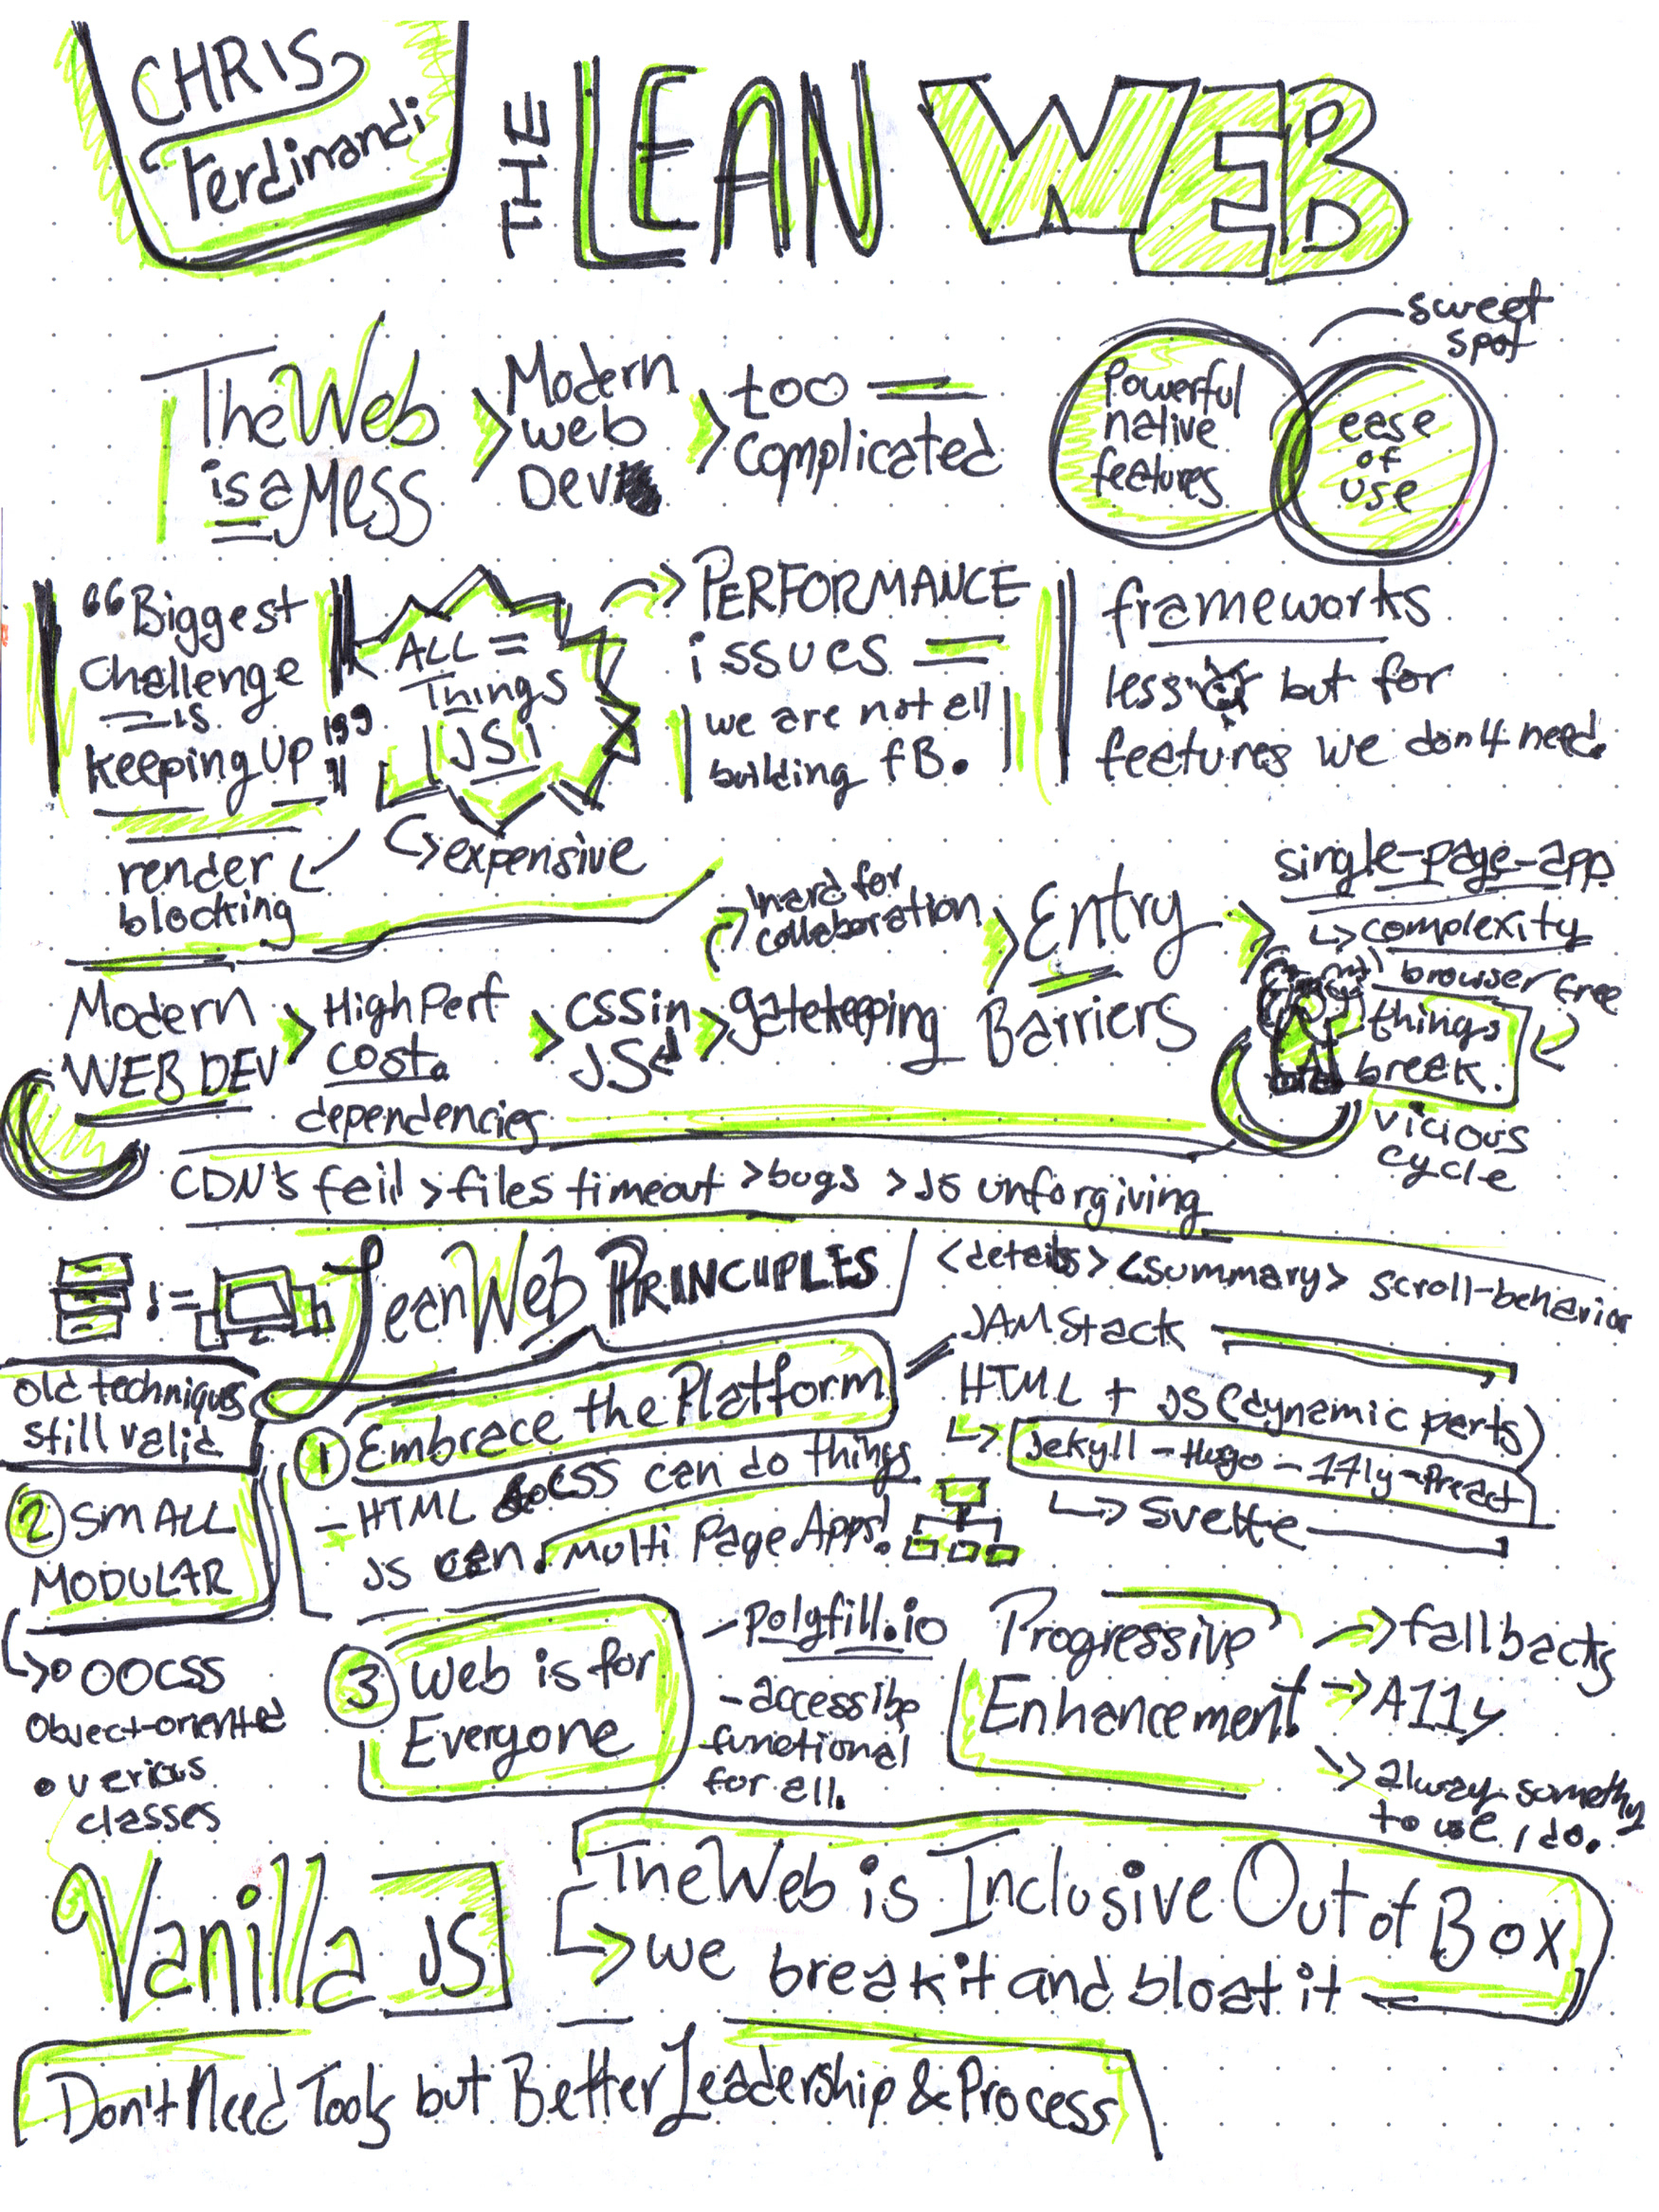 CHRIS
Ferdinandi
THE LEAN WEB
The Web
is a Mess
Modern
web
Dev
too
complicated
Powerful
native
features
sweet
spot
ease
of
use
“Biggest
Challenge
is
keeping up”
ALL
Things
JS!
PERFORMANCE
issues
we are not all
building fB.
frameworks
less but for
features we don't need.
render
blocking
expensive
Modern
WEB DEV
High Perf
cost.
dependencies
CSS in
JS
hard for
collaboration
gatekeeping
Entry
Barriers
single-page-app
complexity
browser free
things
break.
vicious
cycle
CDN's fail > files timeout > bugs > JS unforgiving
!=
Lean Web PRINCIPLES
<details> <summary> scroll-behavior
old techniques
still valid
1 Embrace the Platform
- HTML CSS can do things
JS can. Multi Page Apps!
JAMStack
HTML + JS (dynamic parts)
Jekyll - Hugo - 11ly - Preact
Svelte
2 SMALL
MODULAR
OOCSS
Object-oriented
various
classes
3 Web is for
Everyone
- polyfill.io
- accessible
functional
for all.
Progressive
Enhancement
fallbacks
A11y
alway somethg
to use / do.
Vanilla JS
The Web is Inclusive Out of Box
we break it and bloat it
Don't Need Tools but Better Leadership & Process